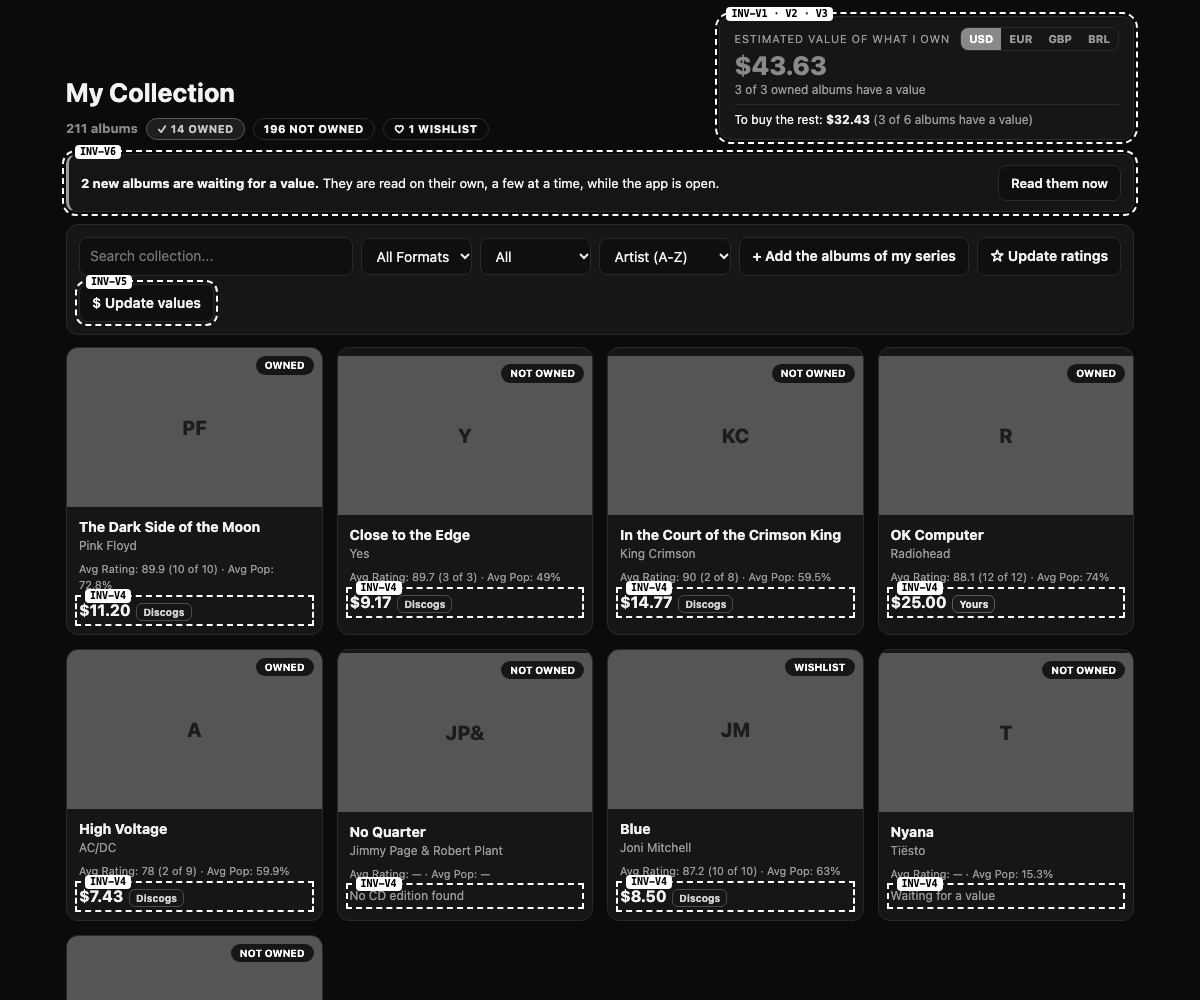 INV-V1 · V2 · V3
ESTIMATED VALUE OF WHAT I OWN USD EUR GBP BRL
$43.63
3 of 3 owned albums have a value
To buy the rest: $32.43 (3 of 6 albums have a value)
My Collection
211 albums ✓ 14 OWNED 196 NOT OWNED ♡ 1 WISHLIST
INV-V6
2 new albums are waiting for a value. They are read on their own, a few at a time, while the app is open. Read them now
Search collection... All Formats All Artist (A-Z) + Add the albums of my series ☆ Update ratings
INV-V5
$ Update values
OWNED
PF
The Dark Side of the Moon
Pink Floyd
Avg Rating: 89.9 (10 of 10) · Avg Pop:
72.8%
INV-V4
$11.20 Discogs
NOT OWNED
Y
Close to the Edge
Yes
Avg Rating: 89.7 (3 of 3) · Avg Pop: 49%
INV-V4
$9.17 Discogs
NOT OWNED
KC
In the Court of the Crimson King
King Crimson
Avg Rating: 90 (2 of 8) · Avg Pop: 59.5%
INV-V4
$14.77 Discogs
OWNED
R
OK Computer
Radiohead
Avg Rating: 88.1 (12 of 12) · Avg Pop: 74%
INV-V4
$25.00 Yours
OWNED
A
High Voltage
AC/DC
Avg Rating: 78 (2 of 9) · Avg Pop: 59.9%
INV-V4
$7.43 Discogs
NOT OWNED
JP&
No Quarter
Jimmy Page & Robert Plant
Avg Rating: — · Avg Pop: —
INV-V4
No CD edition found
WISHLIST
JM
Blue
Joni Mitchell
Avg Rating: 87.2 (10 of 10) · Avg Pop: 63%
INV-V4
$8.50 Discogs
NOT OWNED
T
Nyana
Tiësto
Avg Rating: — · Avg Pop: 15.3%
INV-V4
Waiting for a value
NOT OWNED